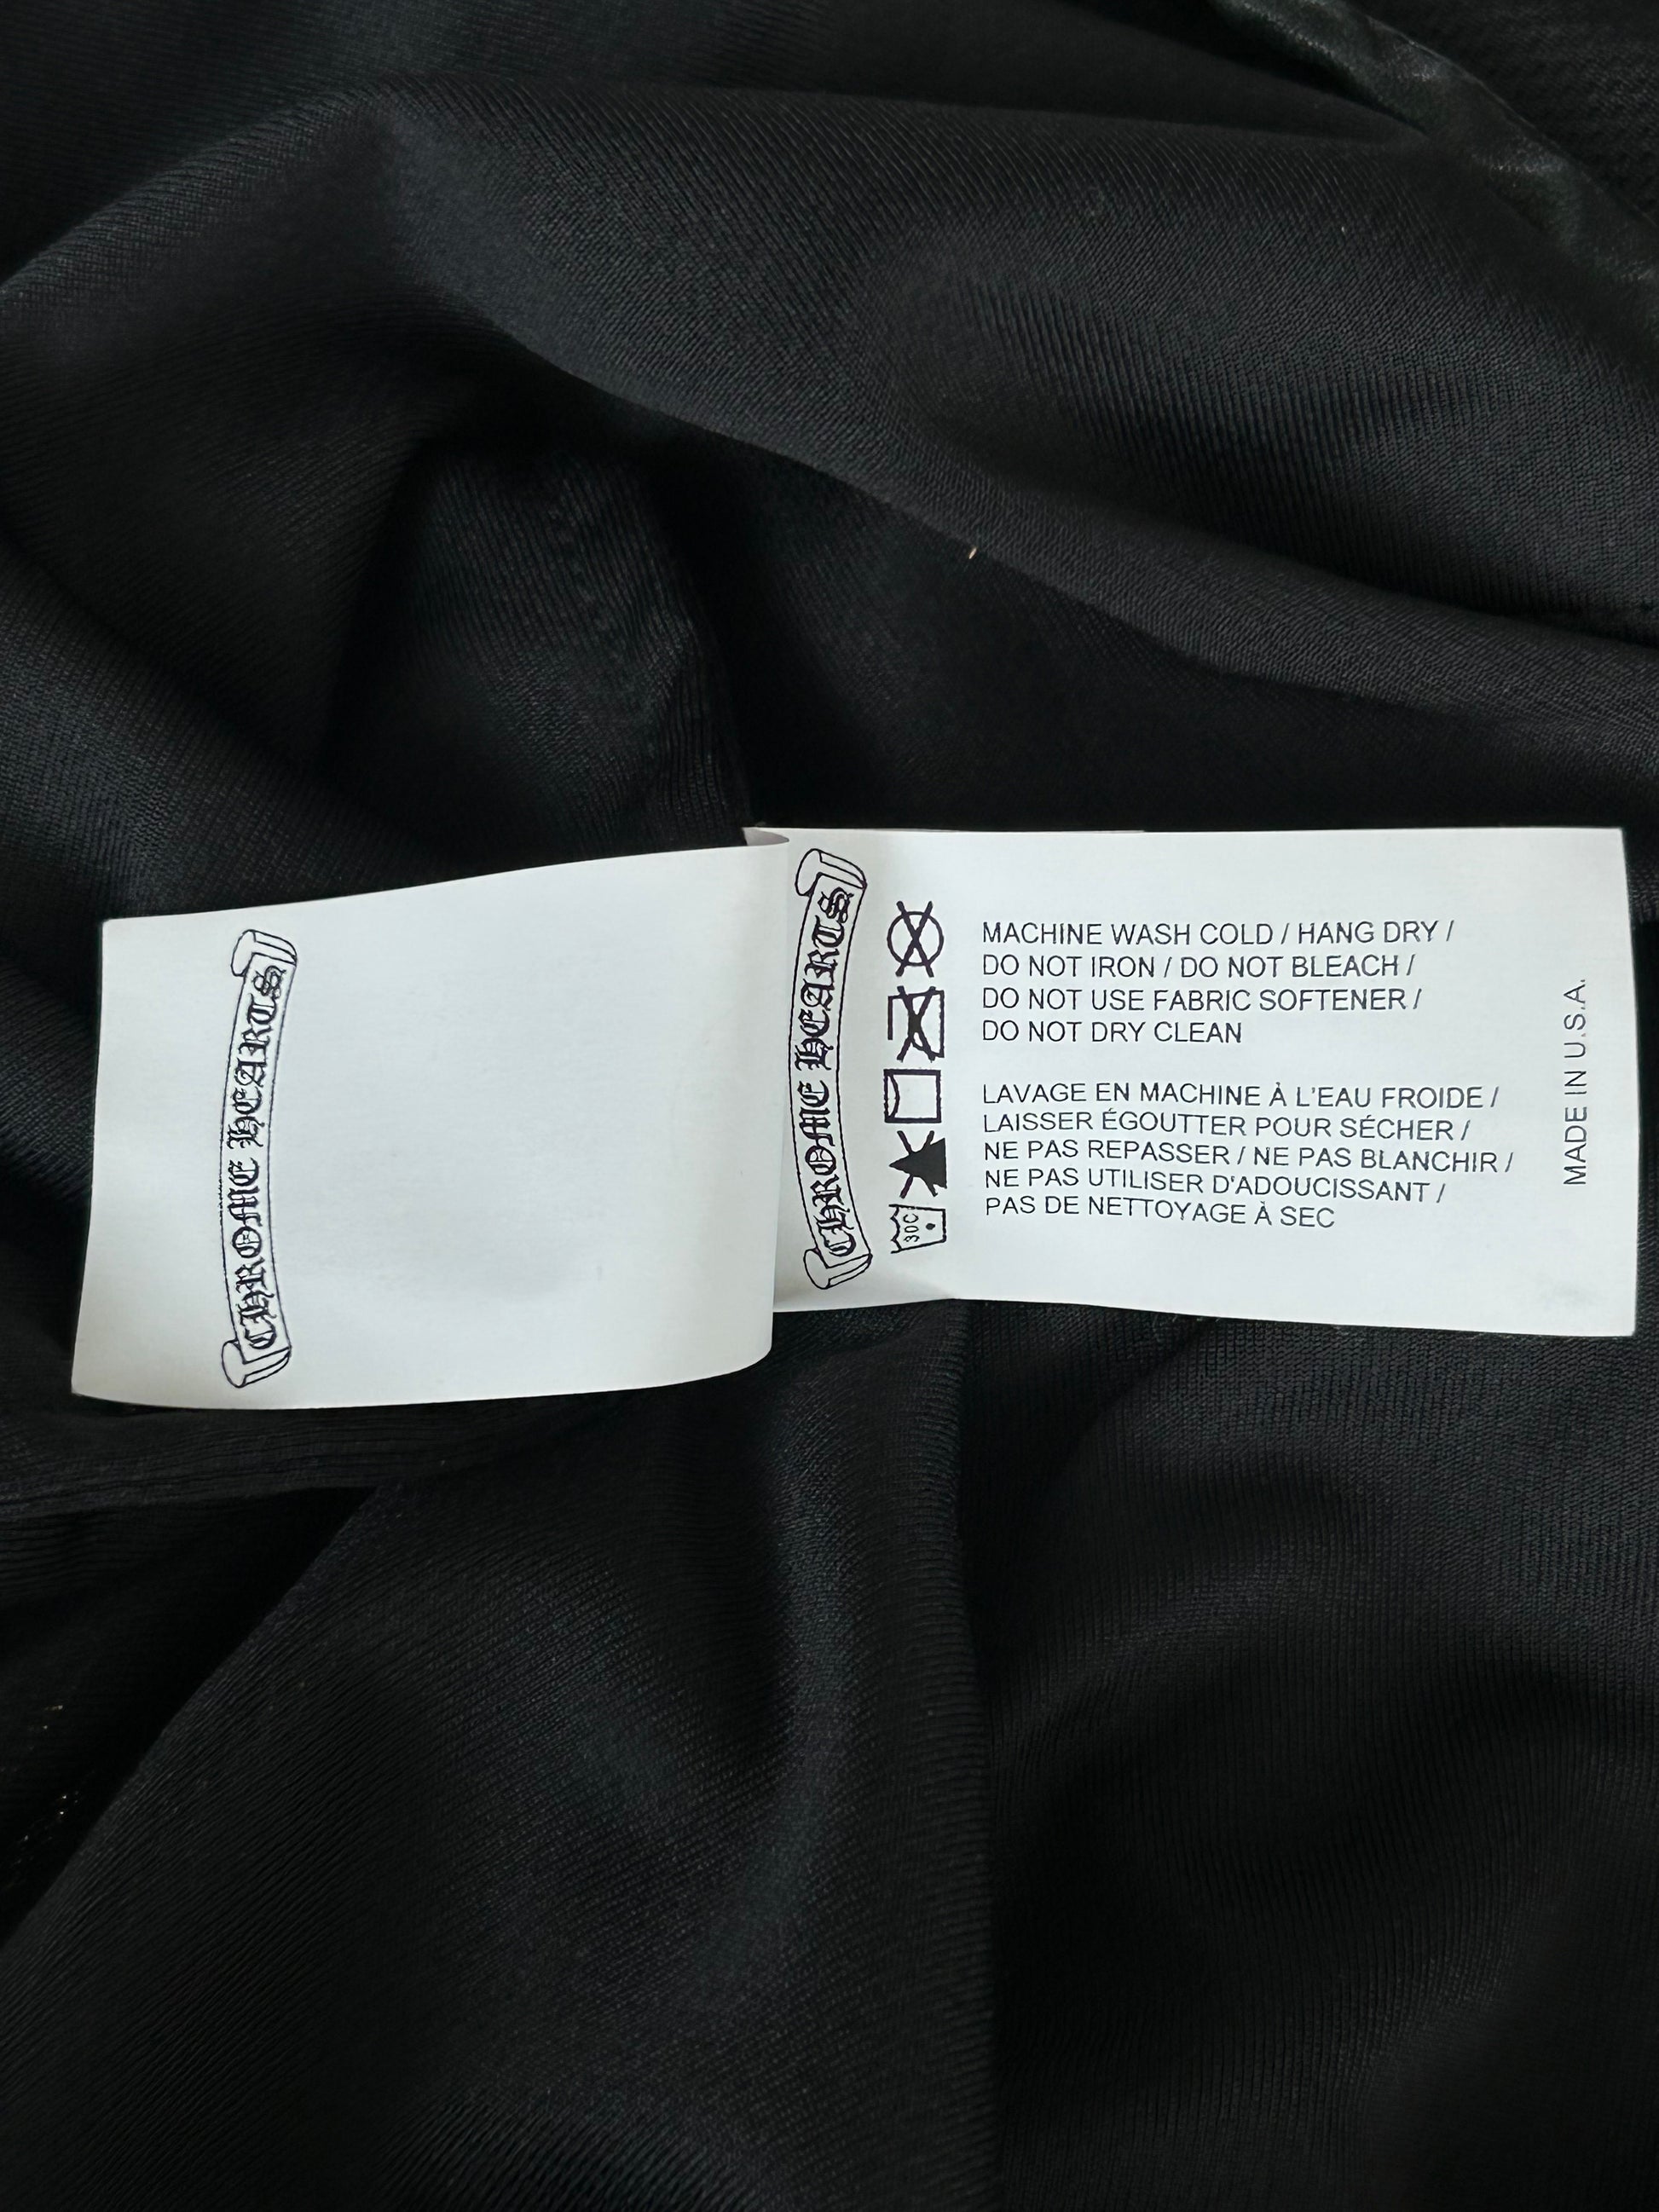 CHROME HEARTS
CHROME HEARTS
MACHINE WASH COLD / HANG DRY /
DO NOT IRON / DO NOT BLEACH /
DO NOT USE FABRIC SOFTENER /
DO NOT DRY CLEAN
LAVAGE EN MACHINE À L'EAU FROIDE /
LAISSER ÉGOUTTER POUR SÉCHER /
NE PAS REPASSER / NE PAS BLANCHIR /
NE PAS UTILISER D'ADOUCISSANT /
PAS DE NETTOYAGE À SEC
30C
MADE IN U.S.A.